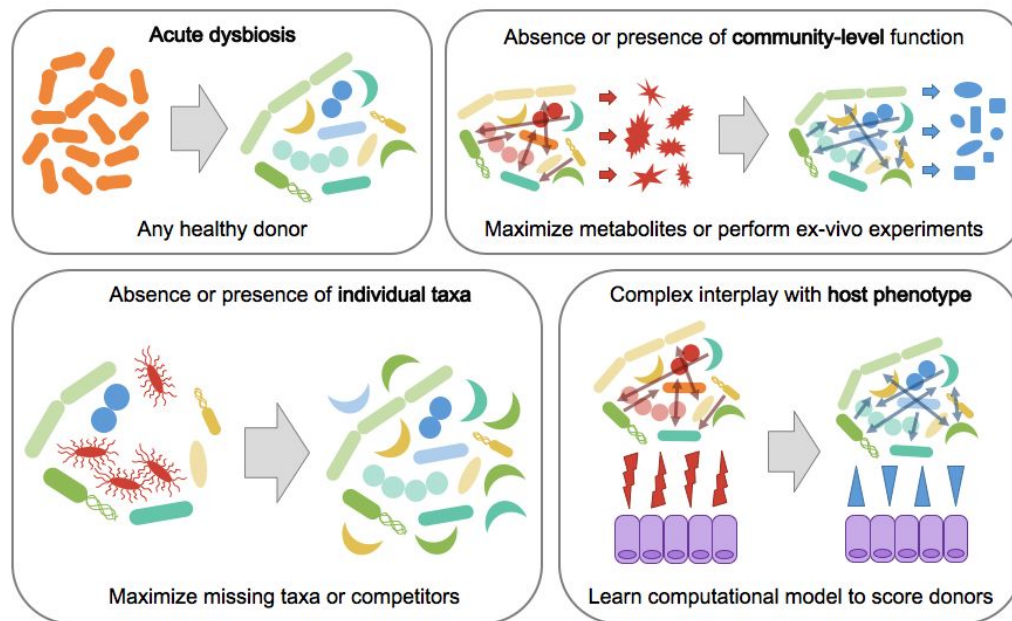 Acute dysbiosis
Any healthy donor
Absence or presence of community-level function
Maximize metabolites or perform ex-vivo experiments
Absence or presence of individual taxa
Maximize missing taxa or competitors
Complex interplay with host phenotype
Learn computational model to score donors